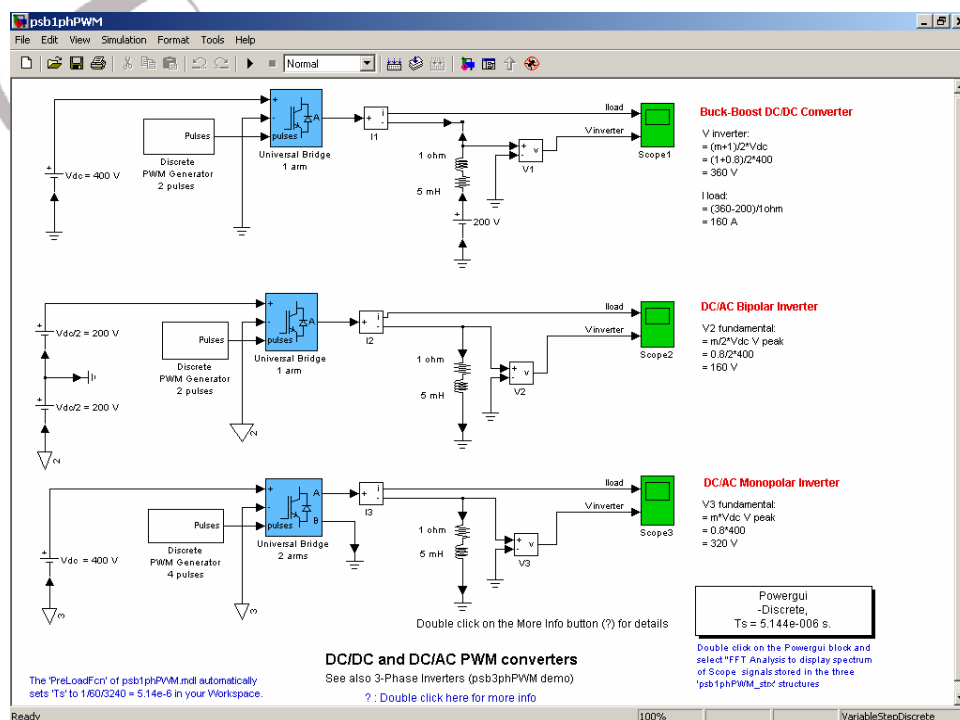 psb1phPWM
File Edit View Simulation Format Tools Help
Normal
Vdc = 400 V
Pulses
Discrete
PWM Generator
2 pulses
+
-
pulses
A
Universal Bridge
1 arm
+
i
-
I1
1 ohm
5 mH
200 V
+
-
v
V1
Iload
Vinverter
Scope1
Buck-Boost DC/DC Converter
V inverter:
= (m+1)/2*Vdc
= (1+0.8)/2*400
= 360 V
I load:
= (360-200)/1ohm
= 160 A
Vdc/2 = 200 V
Vdc/2 = 200 V
2
Pulses
Discrete
PWM Generator
2 pulses
+
-
pulses
A
Universal Bridge
1 arm
2
+
i
-
I2
1 ohm
5 mH
+
-
v
V2
Iload
Vinverter
Scope2
DC/AC Bipolar Inverter
V2 fundamental:
= m/2*Vdc V peak
= 0.8/2*400
= 160 V
Vdc = 400 V
3
Pulses
Discrete
PWM Generator
4 pulses
+
-
pulses
A
B
Universal Bridge
2 arms
3
+
i
-
I3
1 ohm
5 mH
+
-
v
V3
Iload
Vinverter
Scope3
DC/AC Monopolar Inverter
V3 fundamental:
= m*Vdc V peak
= 0.8*400
= 320 V
Double click on the More Info button (?) for details
Powergui
-Discrete,
Ts = 5.144e-006 s.
Double click on the Powergui block and
select "FFT Analysis to display spectrum
of Scope signals stored in the three
'psb1phPWM_strx' structures
DC/DC and DC/AC PWM converters
See also 3-Phase Inverters (psb3phPWM demo)
? : Double click here for more info
The 'PreLoadFcn' of psb1phPWM.mdl automatically
sets 'Ts' to 1/60/3240 = 5.14e-6 in your Workspace.
Ready
100%
VariableStepDiscrete